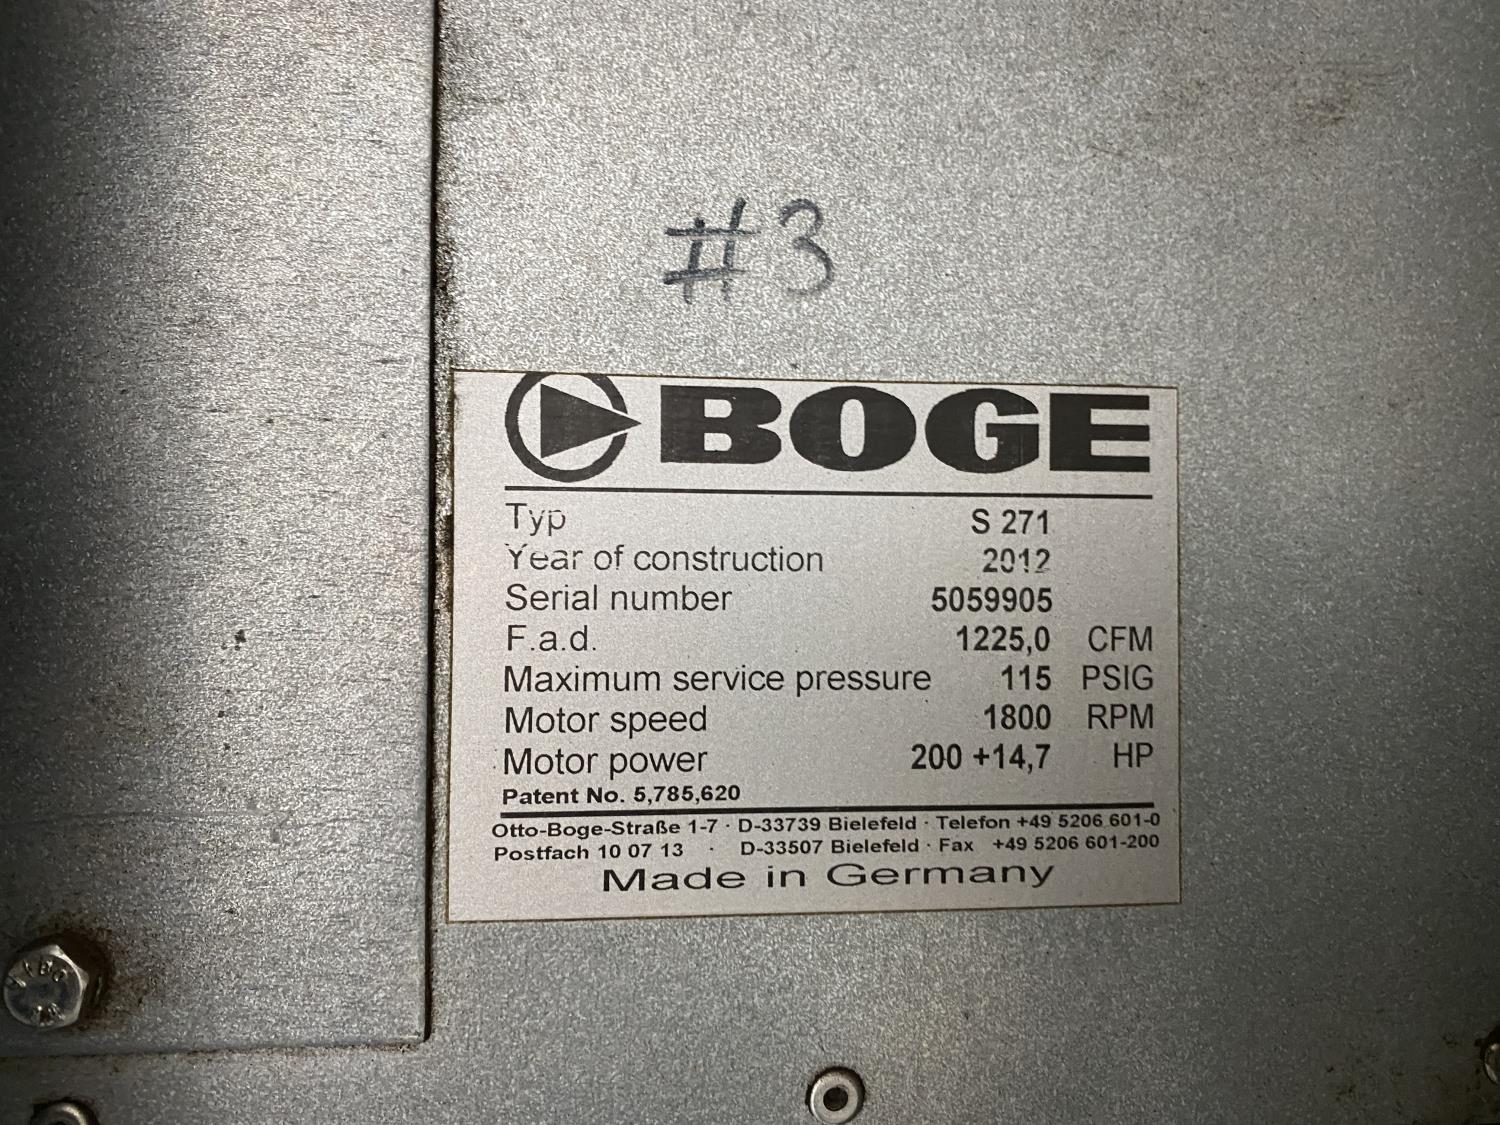 #3
BOGE
Typ S 271
Year of construction 2012
Serial number 5059905
F.a.d. 1225,0 CFM
Maximum service pressure 115 PSIG
Motor speed 1800 RPM
Motor power 200 +14,7 HP
Patent No. 5,785,620
Otto-Boge-Straße 1-7 · D-33739 Bielefeld · Telefon +49 5206 601-0
Postfach 10 07 13 · D-33507 Bielefeld · Fax +49 5206 601-200
Made in Germany